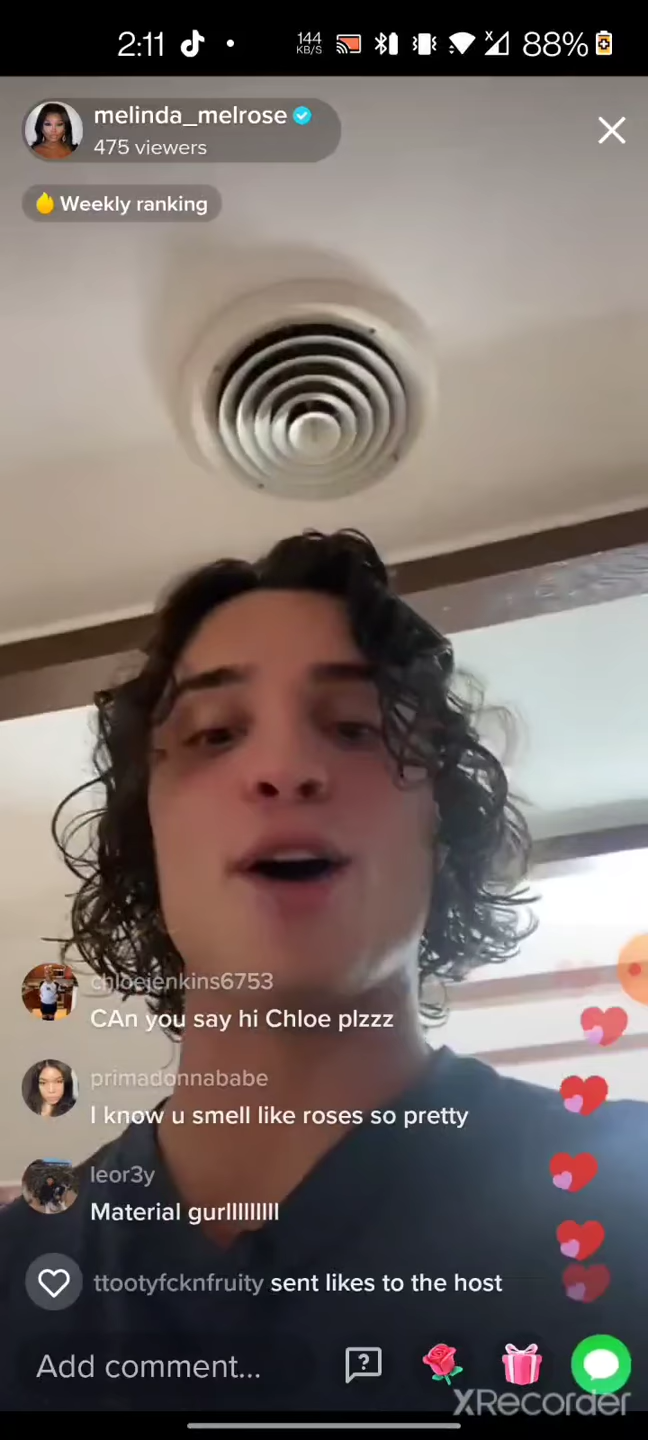 2:11
144
KB/S
X
88%
melinda_melrose
475 viewers
Weekly ranking
chloejenkins6753
CAn you say hi Chloe plzzz
primadonnababe
I know u smell like roses so pretty
leor3y
Material gurlllllllll
ttootyfcknfruity sent likes to the host
Add comment...
?
XRecorder